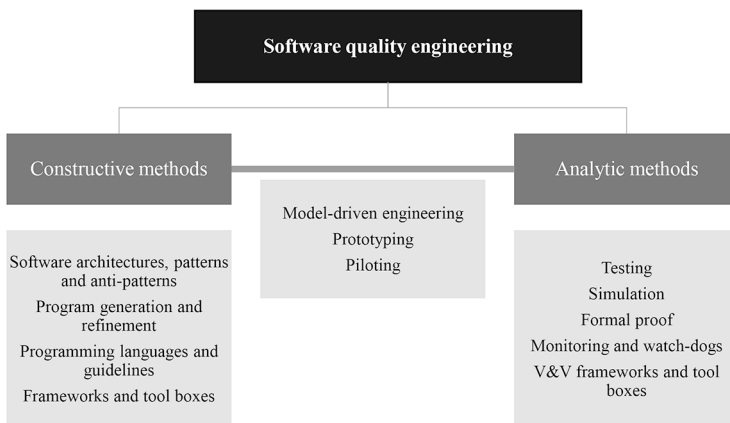 Software quality engineering
Constructive methods
Analytic methods
Model-driven engineering
Prototyping
Piloting
Software architectures, patterns
and anti-patterns
Program generation and
refinement
Programming languages and
guidelines
Frameworks and tool boxes
Testing
Simulation
Formal proof
Monitoring and watch-dogs
V&V frameworks and tool
boxes